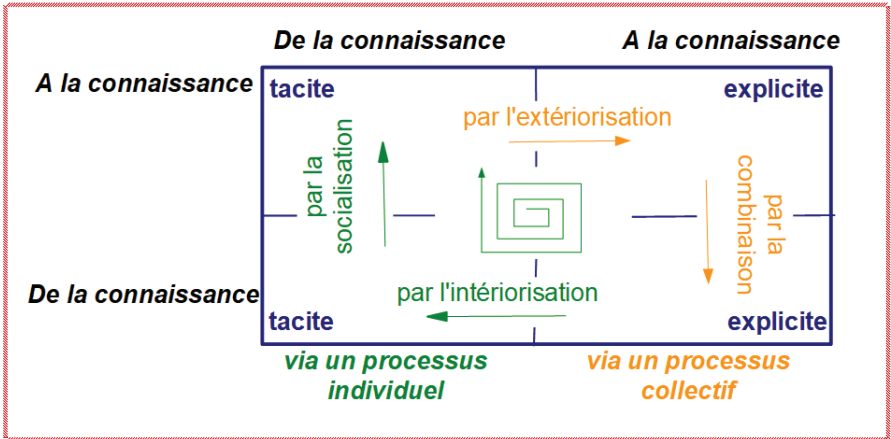 De la connaissance
A la connaissance
A la connaissance
tacite
explicite
par l'extériorisation
par la
socialisation
par la
combinaison
par l'intériorisation
De la connaissance
tacite
explicite
via un processus
individuel
via un processus
collectif